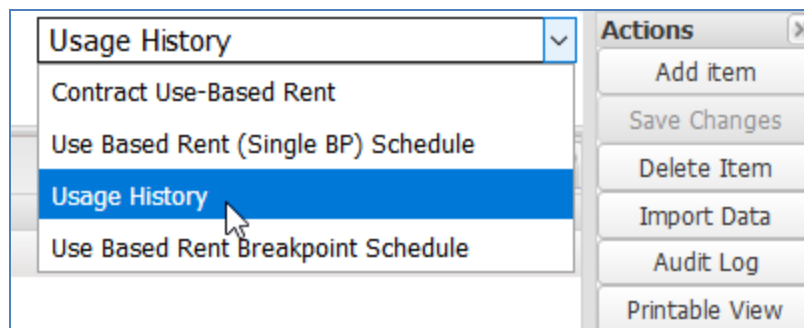 Usage History
Contract Use-Based Rent
Use Based Rent (Single BP) Schedule
Usage History
Use Based Rent Breakpoint Schedule
Actions
Add item
Save Changes
Delete Item
Import Data
Audit Log
Printable View